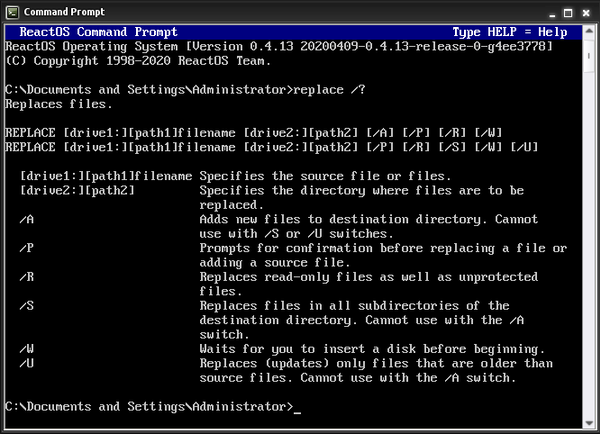 Command Prompt
ReactOS Command Prompt Type HELP = Help
ReactOS Operating System [Version 0.4.13 20200409-0.4.13-release-0-g4ee3778]
(C) Copyright 1998-2020 ReactOS Team.
C:\Documents and Settings\Administrator>replace /?
Replaces files.
REPLACE [drive1:][path1]filename [drive2:][path2] [/A] [/P] [/R] [/W]
REPLACE [drive1:][path1]filename [drive2:][path2] [/P] [/R] [/S] [/W] [/U]
[drive1:][path1]filename Specifies the source file or files.
[drive2:][path2] Specifies the directory where files are to be
replaced.
/A Adds new files to destination directory. Cannot
use with /S or /U switches.
/P Prompts for confirmation before replacing a file or
adding a source file.
/R Replaces read-only files as well as unprotected
files.
/S Replaces files in all subdirectories of the
destination directory. Cannot use with the /A
switch.
/W Waits for you to insert a disk before beginning.
/U Replaces (updates) only files that are older than
source files. Cannot use with the /A switch.
C:\Documents and Settings\Administrator>_